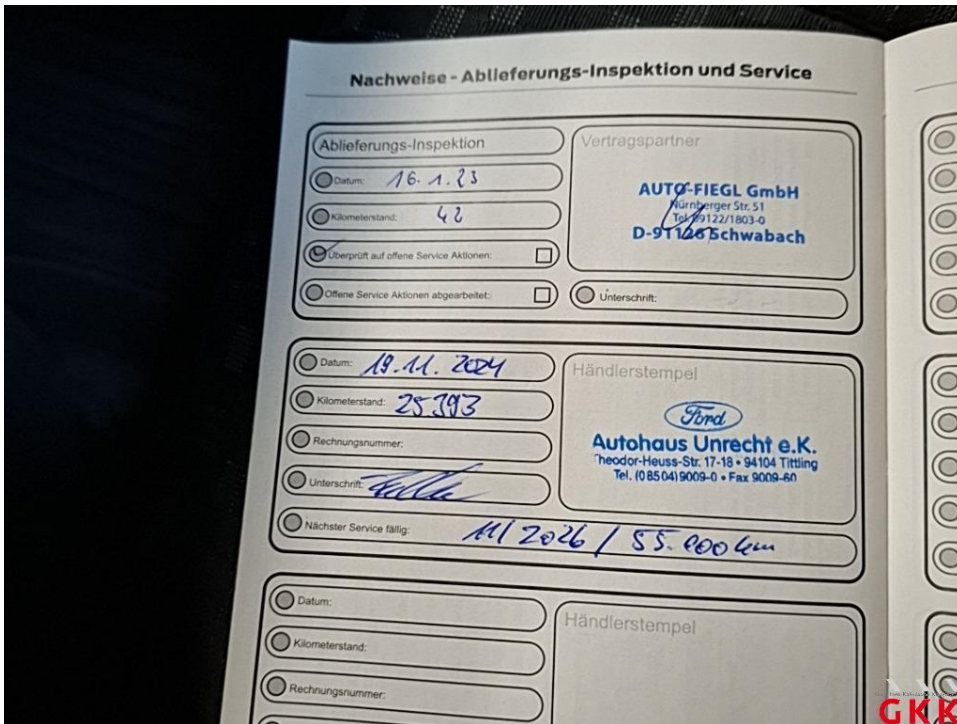 Nachweise - Ablieferungs-Inspektion und Service
Ablieferungs-Inspektion
Datum: 16.1.23
Kilometerstand: 42
Überprüft auf offene Service Aktionen:
Offene Service Aktionen abgearbeitet:
Vertragspartner
AUTO-FIEGL GmbH
Nürnberger Str. 51
Tel. 09122/1803-0
D-91126 Schwabach
Unterschrift:
Datum: 19.11.2024
Kilometerstand: 25393
Rechnungsnummer:
Unterschrift:
Nächster Service fällig: 11/2026 / 55.000 km
Händlerstempel
Ford
Autohaus Unrecht e.K.
Theodor-Heuss-Str. 17-18 • 94104 Tittling
Tel. (08504) 9009-0 • Fax 9009-60
Datum:
Kilometerstand:
Rechnungsnummer:
Händlerstempel
GKK